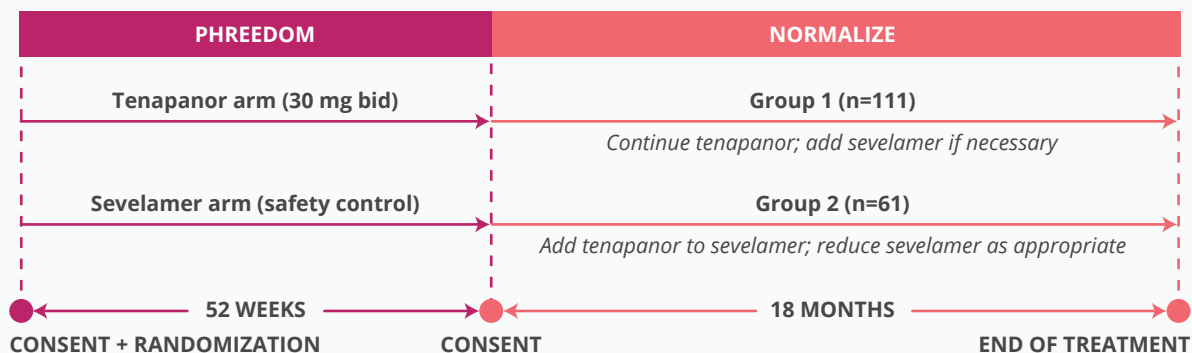 PHREEDOM NORMALIZE
Tenapanor arm (30 mg bid) Group 1 (n=111)
Continue tenapanor; add sevelamer if necessary
Sevelamer arm (safety control) Group 2 (n=61)
Add tenapanor to sevelamer; reduce sevelamer as appropriate
52 WEEKS 18 MONTHS
CONSENT + RANDOMIZATION CONSENT END OF TREATMENT